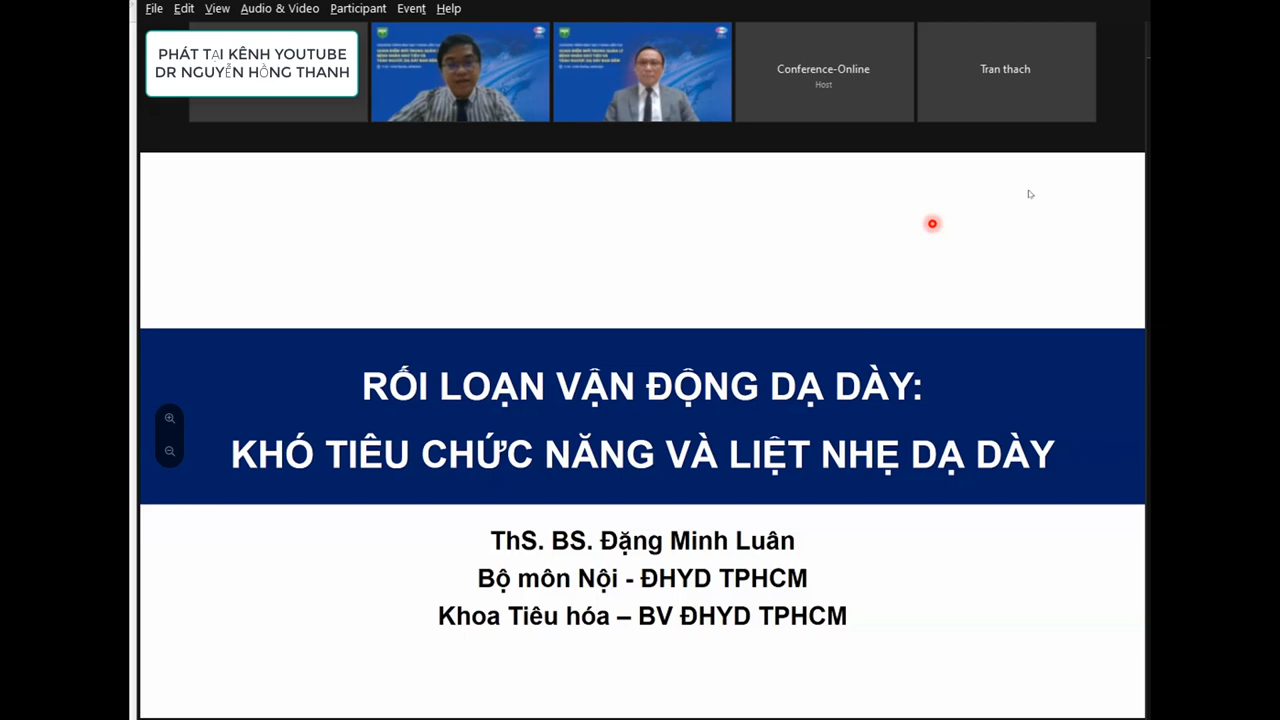 File Edit View Audio & Video Participant Event Help
PHÁT TẠI KÊNH YOUTUBE
DR NGUYỄN HỒNG THANH
Conference-Online
Host
Tran thach
RỐI LOẠN VẬN ĐỘNG DẠ DÀY:
KHÓ TIÊU CHỨC NĂNG VÀ LIỆT NHẸ DẠ DÀY
ThS. BS. Đặng Minh Luân
Bộ môn Nội - ĐHYD TPHCM
Khoa Tiêu hóa – BV ĐHYD TPHCM